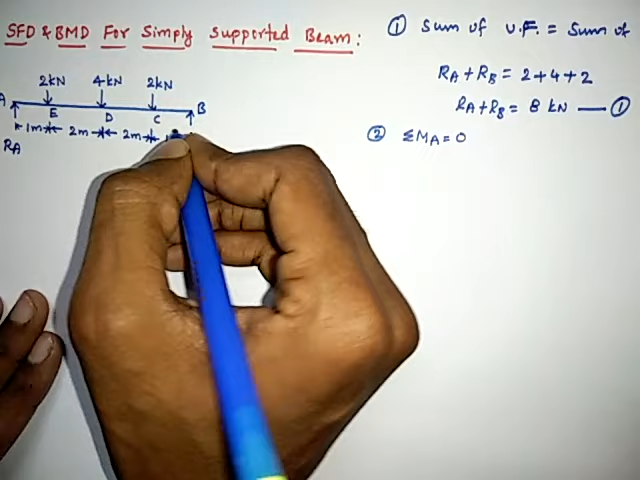 SFD & BMD For Simply Supported Beam:
2kN 4kN 2kN
A B
E D C
1m 2m 2m
RA
① Sum of U.F. = Sum of
RA+RB = 2+4+2
RA+RB = 8 kN — ①
② ΣMA = 0